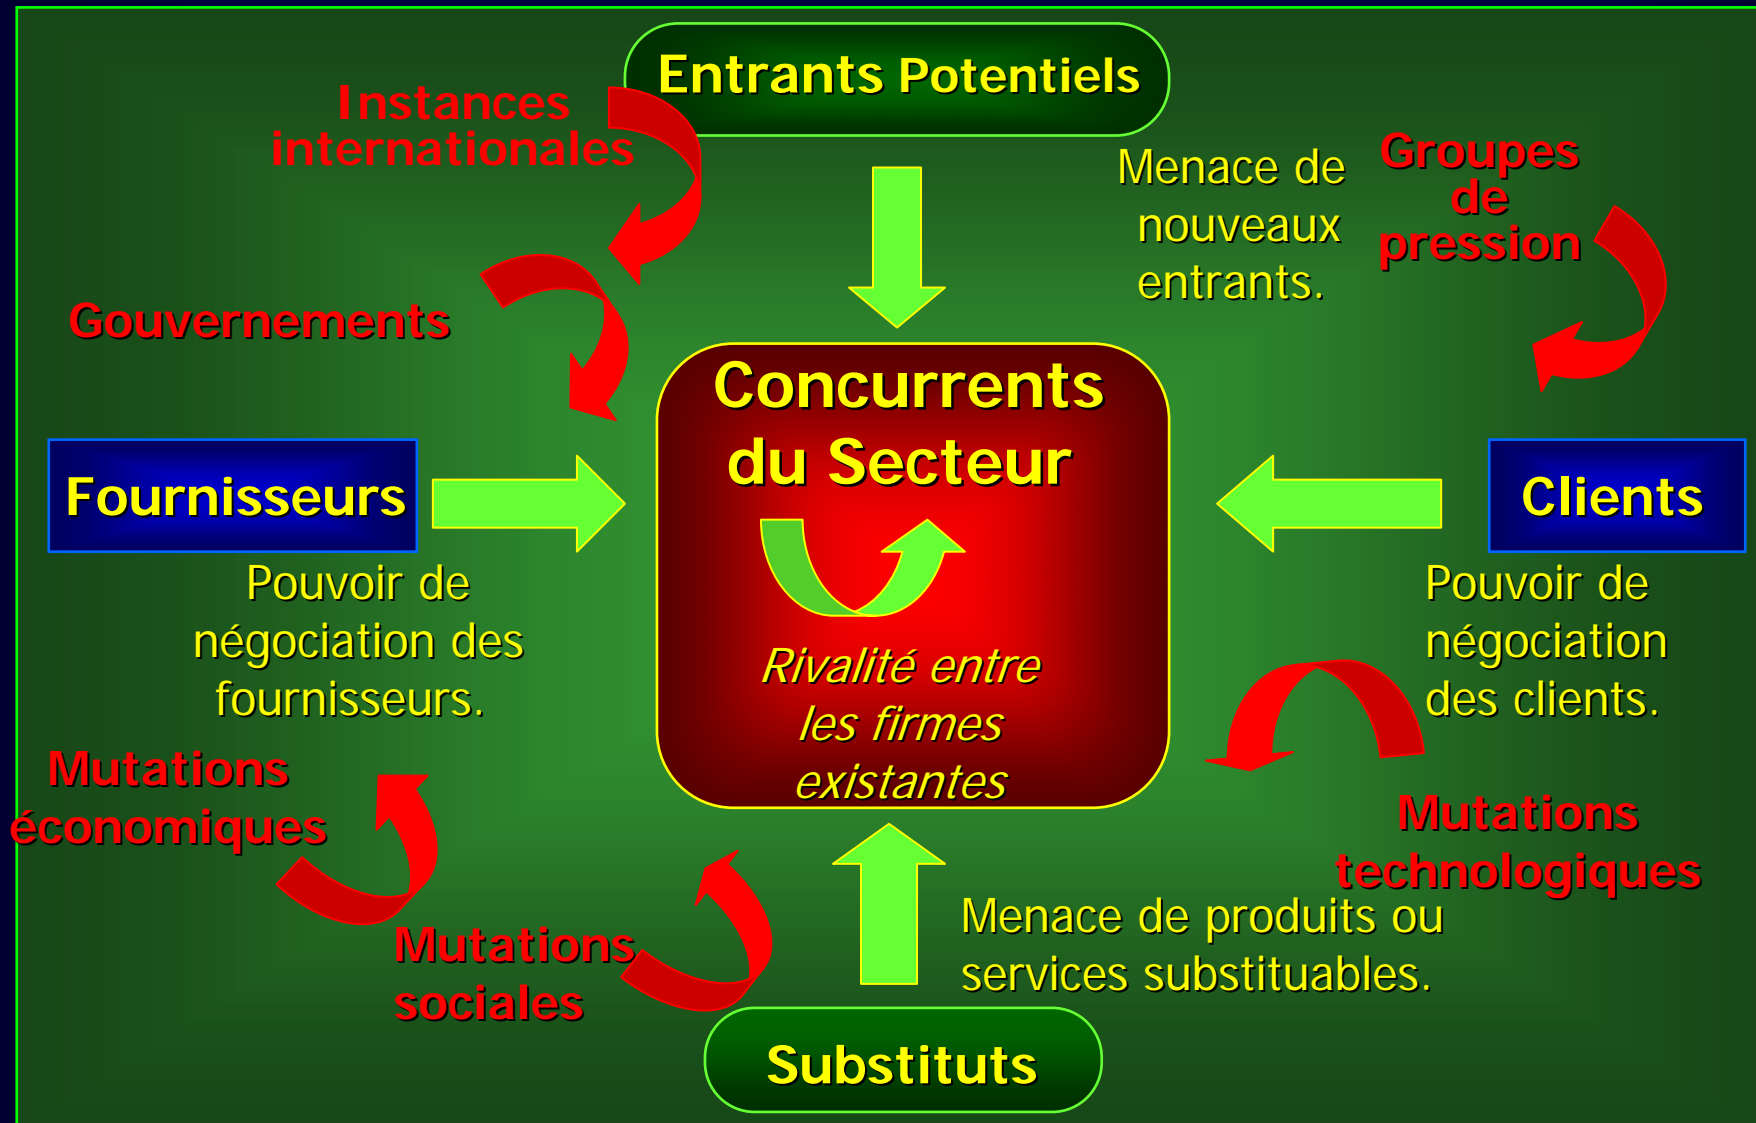 Entrants Potentiels
Instances
internationales
Menace de
nouveaux
entrants.
Groupes
de
pression
Gouvernements
Concurrents
du Secteur
Fournisseurs
Clients
Pouvoir de
négociation des
fournisseurs.
Rivalité entre
les firmes
existantes
Pouvoir de
négociation
des clients.
Mutations
économiques
Mutations
technologiques
Mutations
sociales
Menace de produits ou
services substituables.
Substituts